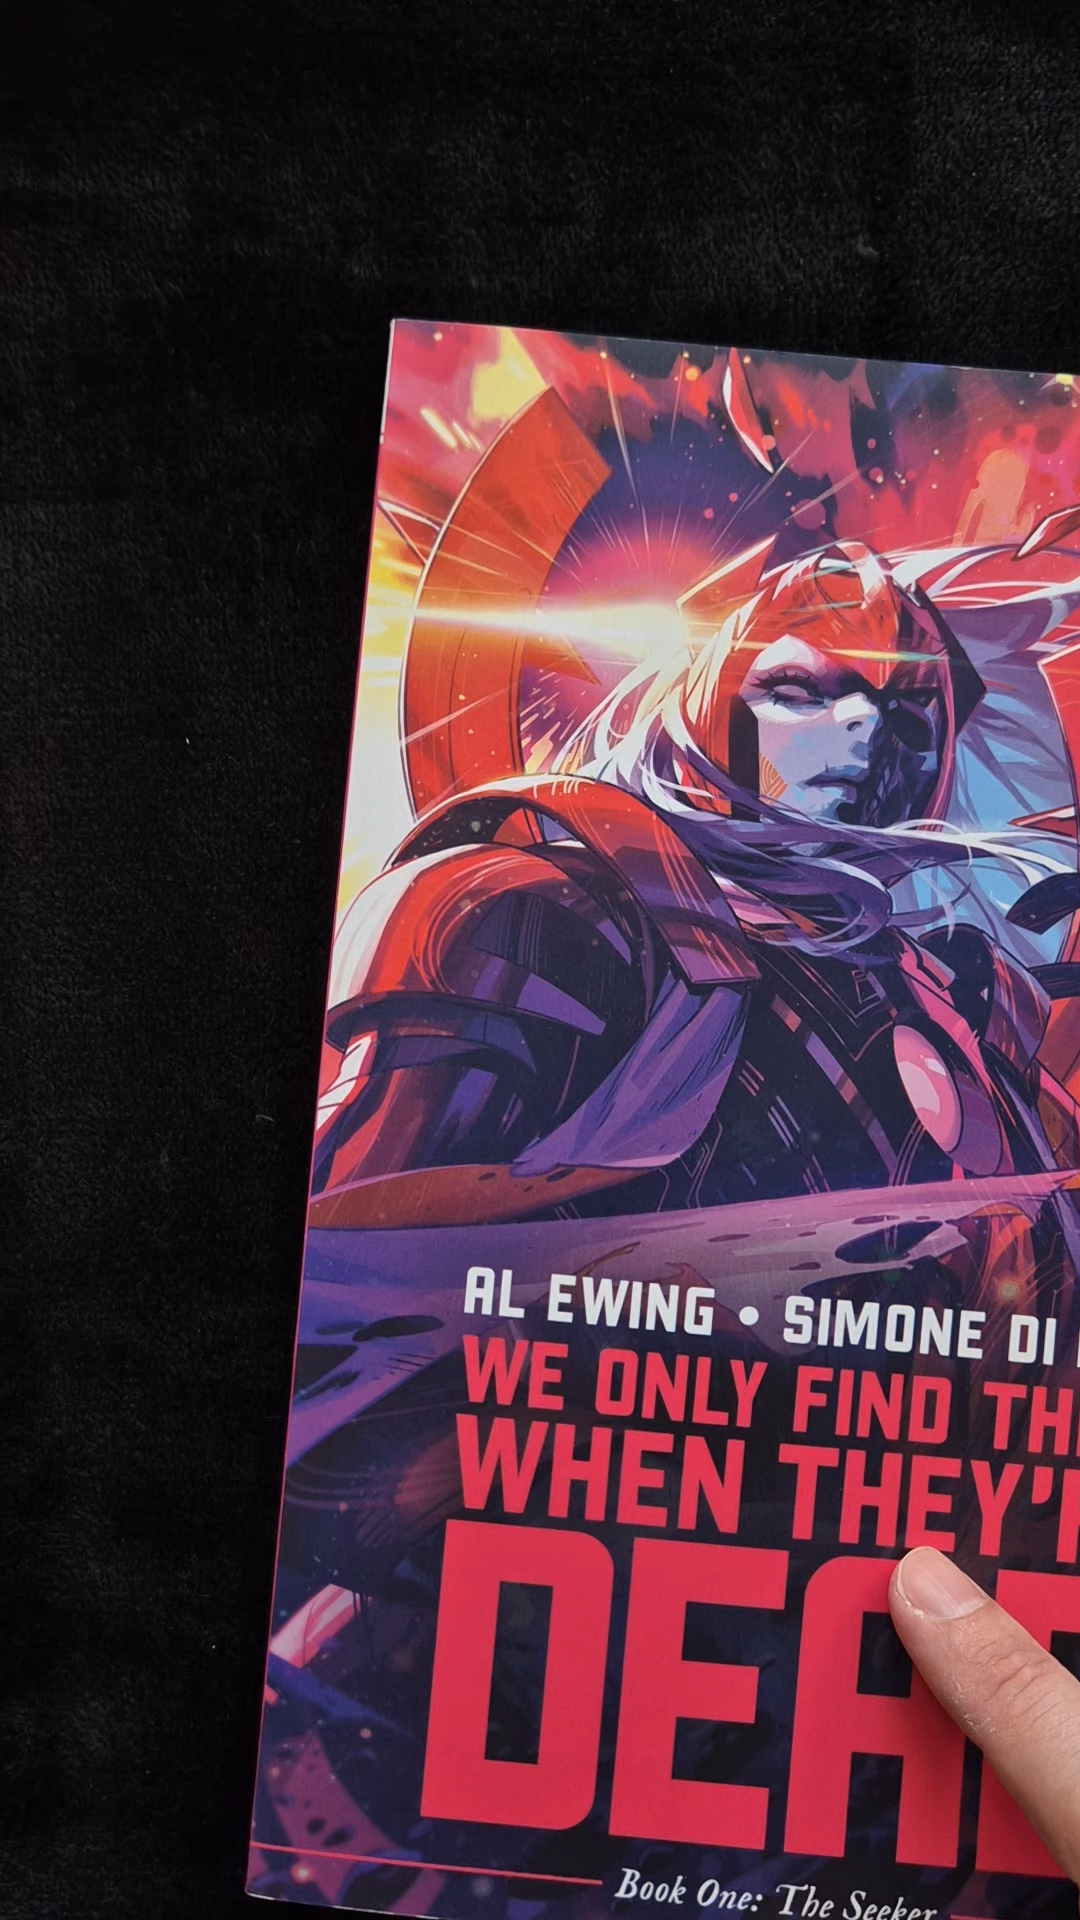 AL EWING • SIMONE DI
WE ONLY FIND TH
WHEN THEY'
DEA
Book One: The Seeker